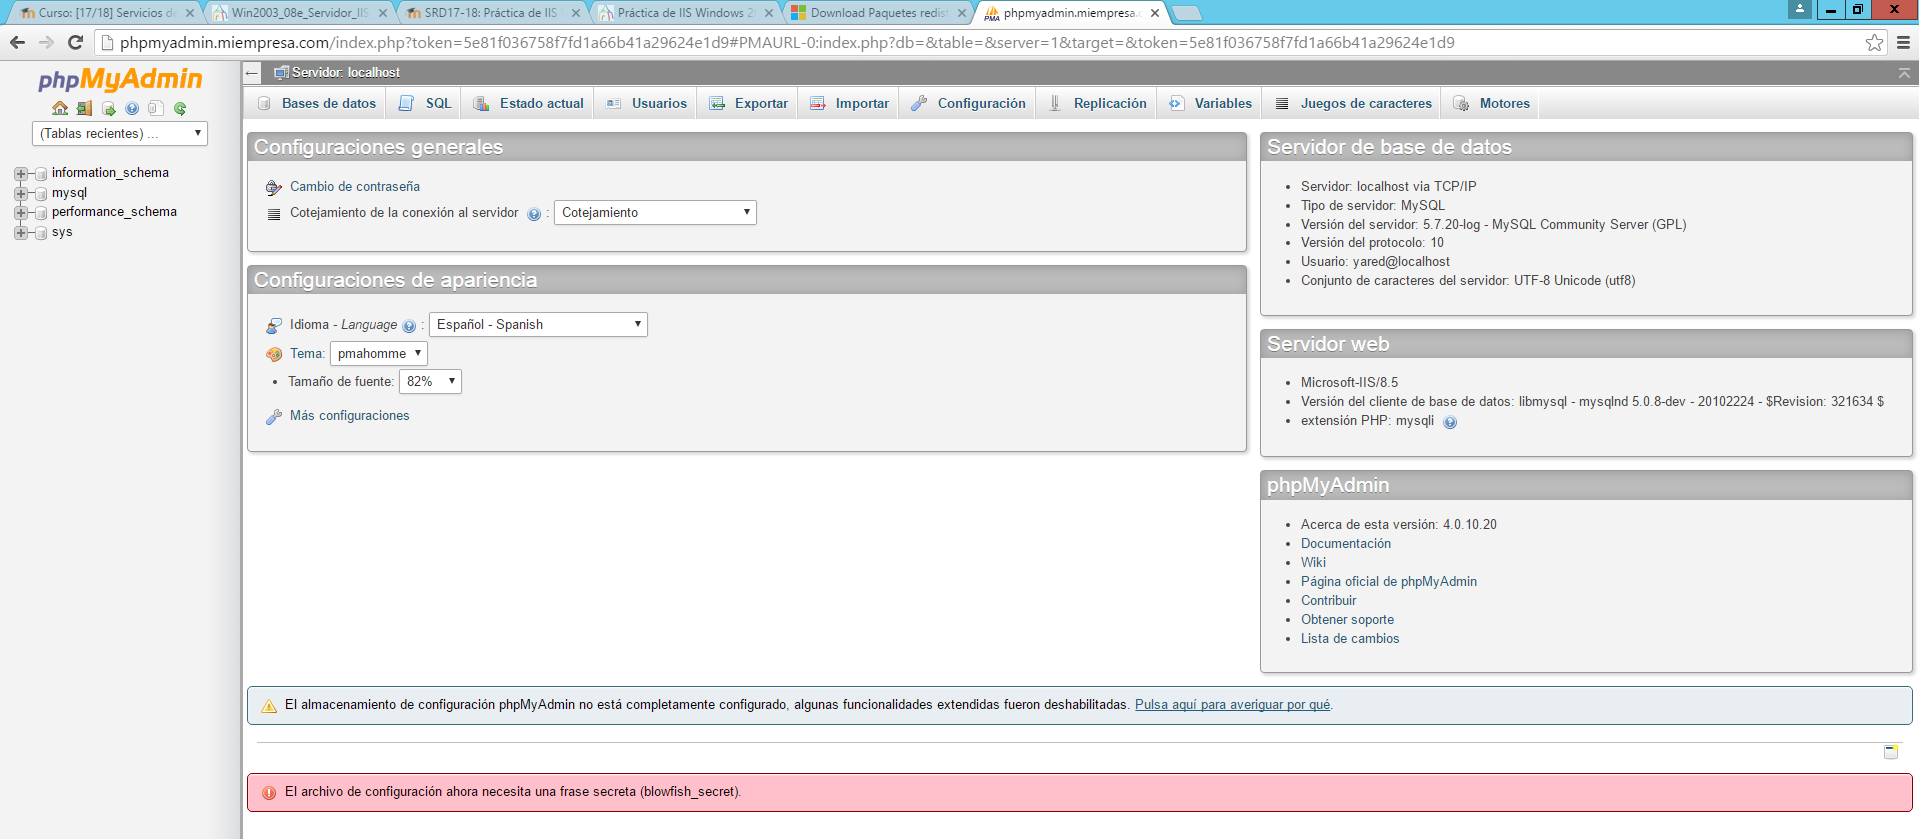 Curso: [17/18] Servicios de
Win2003_08e_Servidor_IIS
SRD17-18: Práctica de IIS
Práctica de IIS Windows 2
Download Paquetes redist
phpmyadmin.miempresa.c
phpmyadmin.miempresa.com/index.php?token=5e81f036758f7fd1a66b41a29624e1d9#PMAURL-0:index.php?db=&table=&server=1&target=&token=5e81f036758f7fd1a66b41a29624e1d9
phpMyAdmin
(Tablas recientes) ...
information_schema
mysql
performance_schema
sys
Servidor: localhost
Bases de datos
SQL
Estado actual
Usuarios
Exportar
Importar
Configuración
Replicación
Variables
Juegos de caracteres
Motores
Configuraciones generales
Cambio de contraseña
Cotejamiento de la conexión al servidor : Cotejamiento
Configuraciones de apariencia
Idioma - Language : Español - Spanish
Tema: pmahomme
• Tamaño de fuente: 82%
Más configuraciones
Servidor de base de datos
• Servidor: localhost via TCP/IP
• Tipo de servidor: MySQL
• Versión del servidor: 5.7.20-log - MySQL Community Server (GPL)
• Versión del protocolo: 10
• Usuario: yared@localhost
• Conjunto de caracteres del servidor: UTF-8 Unicode (utf8)
Servidor web
• Microsoft-IIS/8.5
• Versión del cliente de base de datos: libmysql - mysqlnd 5.0.8-dev - 20102224 - $Revision: 321634 $
• extensión PHP: mysqli
phpMyAdmin
• Acerca de esta versión: 4.0.10.20
• Documentación
• Wiki
• Página oficial de phpMyAdmin
• Contribuir
• Obtener soporte
• Lista de cambios
El almacenamiento de configuración phpMyAdmin no está completamente configurado, algunas funcionalidades extendidas fueron deshabilitadas. Pulsa aquí para averiguar por qué.
El archivo de configuración ahora necesita una frase secreta (blowfish_secret).